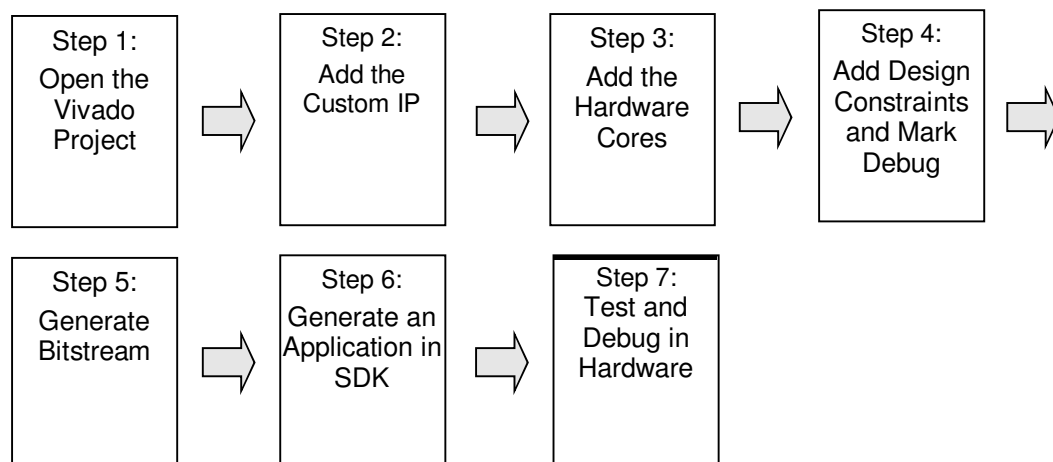 Step 1:
Open the
Vivado
Project
Step 2:
Add the
Custom IP
Step 3:
Add the
Hardware
Cores
Step 4:
Add Design
Constraints
and Mark
Debug
Step 5:
Generate
Bitstream
Step 6:
Generate an
Application in
SDK
Step 7:
Test and
Debug in
Hardware